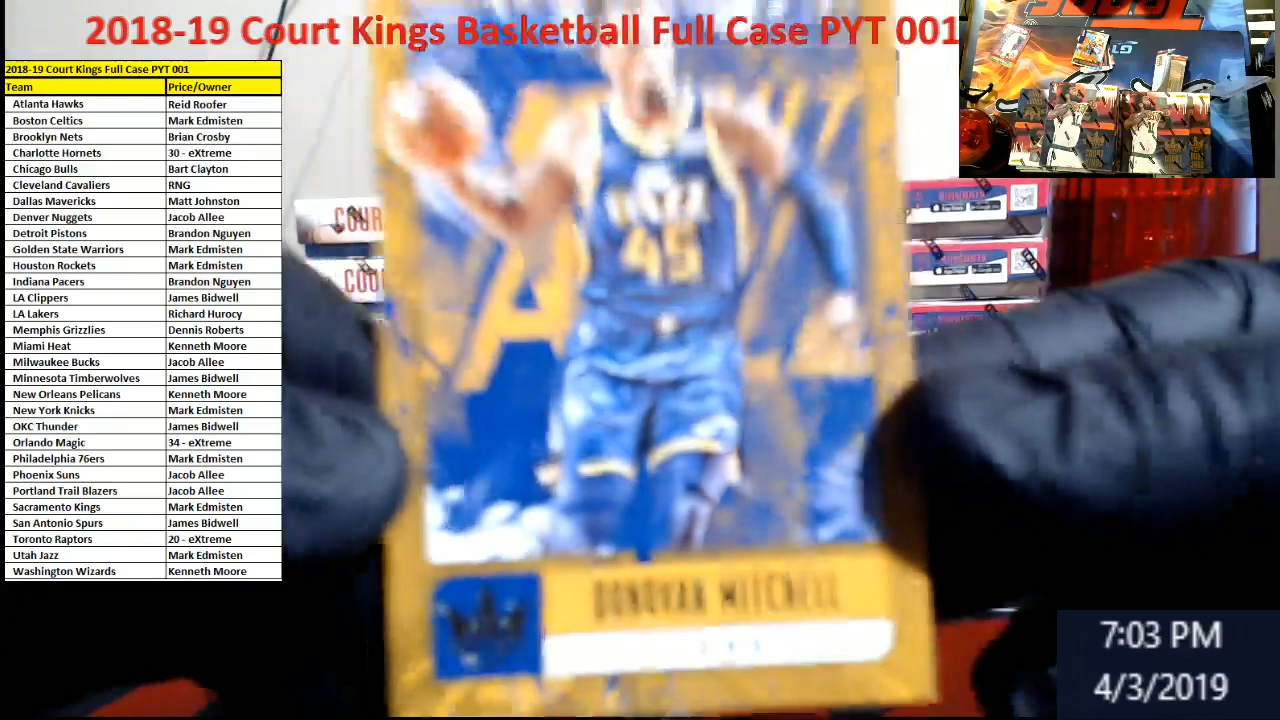 2018-19 Court Kings Basketball Full Case PYT 001
2018-19 Court Kings Full Case PYT 001
Team Price/Owner
Atlanta Hawks Reid Roofer
Boston Celtics Mark Edmisten
Brooklyn Nets Brian Crosby
Charlotte Hornets 30 - eXtreme
Chicago Bulls Bart Clayton
Cleveland Cavaliers RNG
Dallas Mavericks Matt Johnston
Denver Nuggets Jacob Allee
Detroit Pistons Brandon Nguyen
Golden State Warriors Mark Edmisten
Houston Rockets Mark Edmisten
Indiana Pacers Brandon Nguyen
LA Clippers James Bidwell
LA Lakers Richard Hurocy
Memphis Grizzlies Dennis Roberts
Miami Heat Kenneth Moore
Milwaukee Bucks Jacob Allee
Minnesota Timberwolves James Bidwell
New Orleans Pelicans Kenneth Moore
New York Knicks Mark Edmisten
OKC Thunder James Bidwell
Orlando Magic 34 - eXtreme
Philadelphia 76ers Mark Edmisten
Phoenix Suns Jacob Allee
Portland Trail Blazers Jacob Allee
Sacramento Kings Mark Edmisten
San Antonio Spurs James Bidwell
Toronto Raptors 20 - eXtreme
Utah Jazz Mark Edmisten
Washington Wizards Kenneth Moore
COUR
COU
45
DONOVAN MITCHELL
7:03 PM
4/3/2019